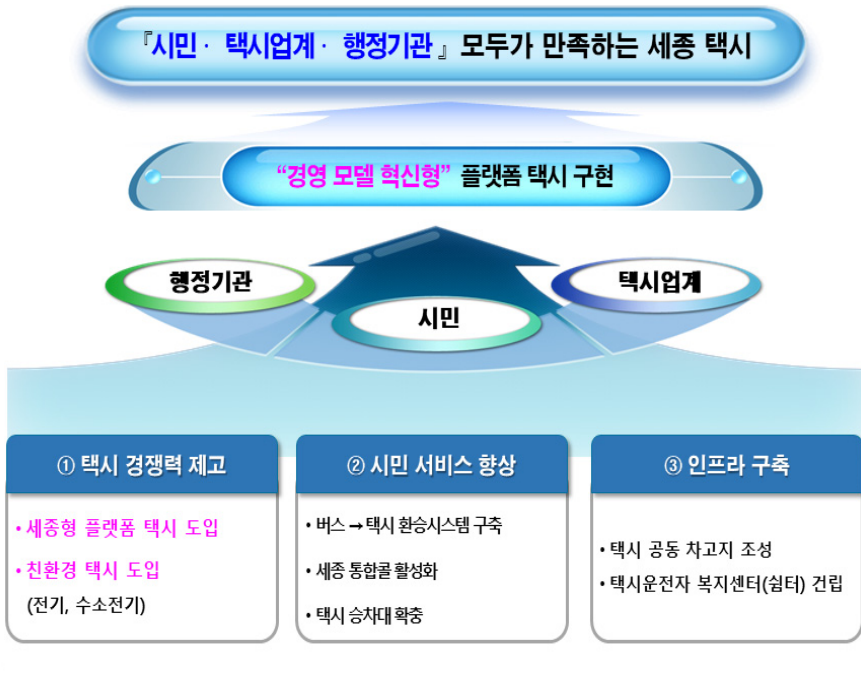 『시민· 택시업계· 행정기관』 모두가 만족하는 세종 택시
“경영 모델 혁신형” 플랫폼 택시 구현
행정기관
택시업계
시민
① 택시 경쟁력 제고
• 세종형 플랫폼 택시 도입
• 친환경 택시 도입
(전기, 수소전기)
② 시민 서비스 향상
• 버스 → 택시 환승시스템 구축
• 세종 통합콜 활성화
• 택시 승차대 확충
③ 인프라 구축
• 택시 공동 차고지 조성
• 택시운전자 복지센터(쉼터) 건립